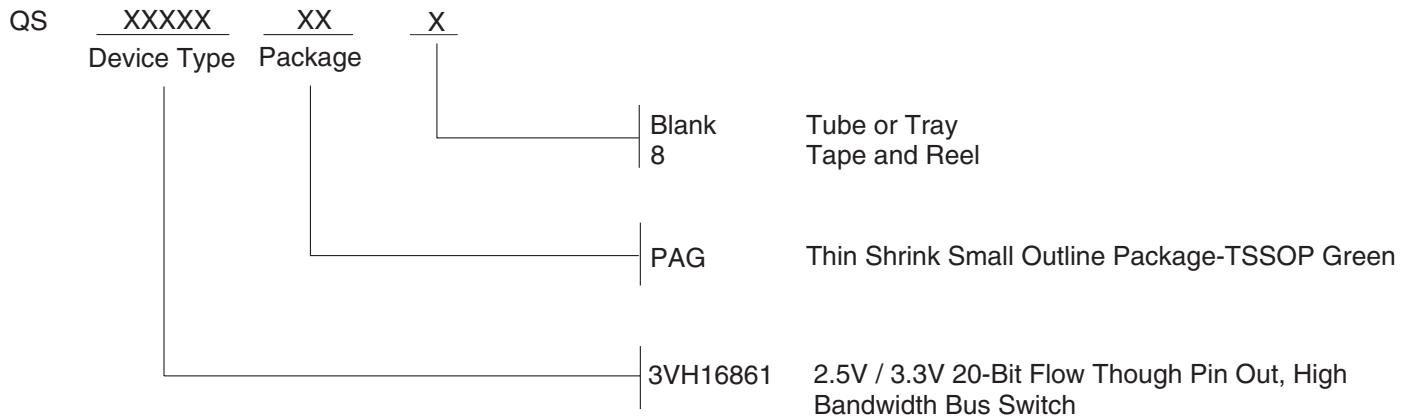 QS XXXXX XX X
Device Type Package
Blank Tube or Tray
8 Tape and Reel
PAG Thin Shrink Small Outline Package-TSSOP Green
3VH16861 2.5V / 3.3V 20-Bit Flow Though Pin Out, High
Bandwidth Bus Switch